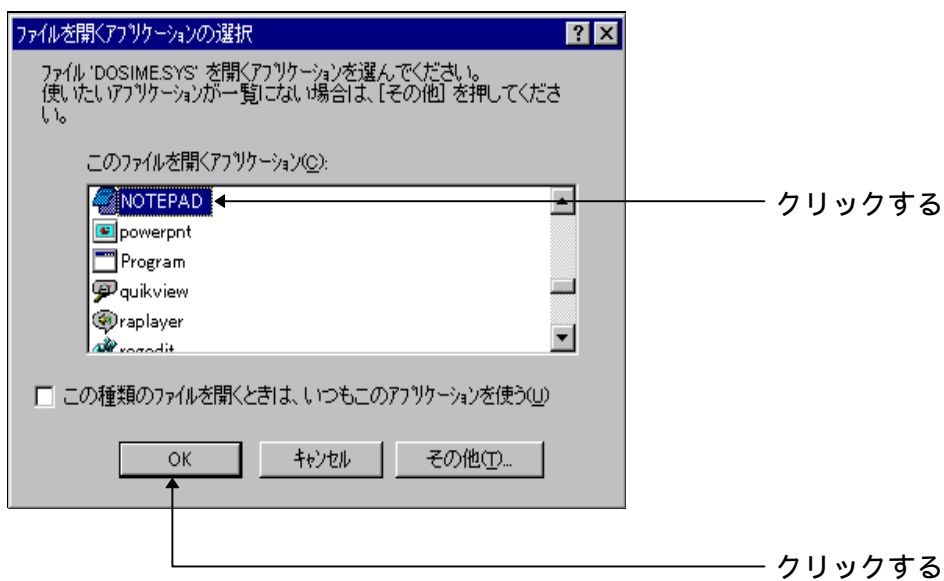 ファイルを開くアプリケーションの選択
ファイル 'DOSIME.SYS' を開くアプリケーションを選んでください。
使いたいアプリケーションが一覧にない場合は、[その他] を押してくださ
い。
このファイルを開くアプリケーション(C):
NOTEPAD
クリックする
powerpnt
Program
quikview
raplayer
regedit
この種類のファイルを開くときは、いつもこのアプリケーションを使う(U)
OK キャンセル その他(T)...
クリックする